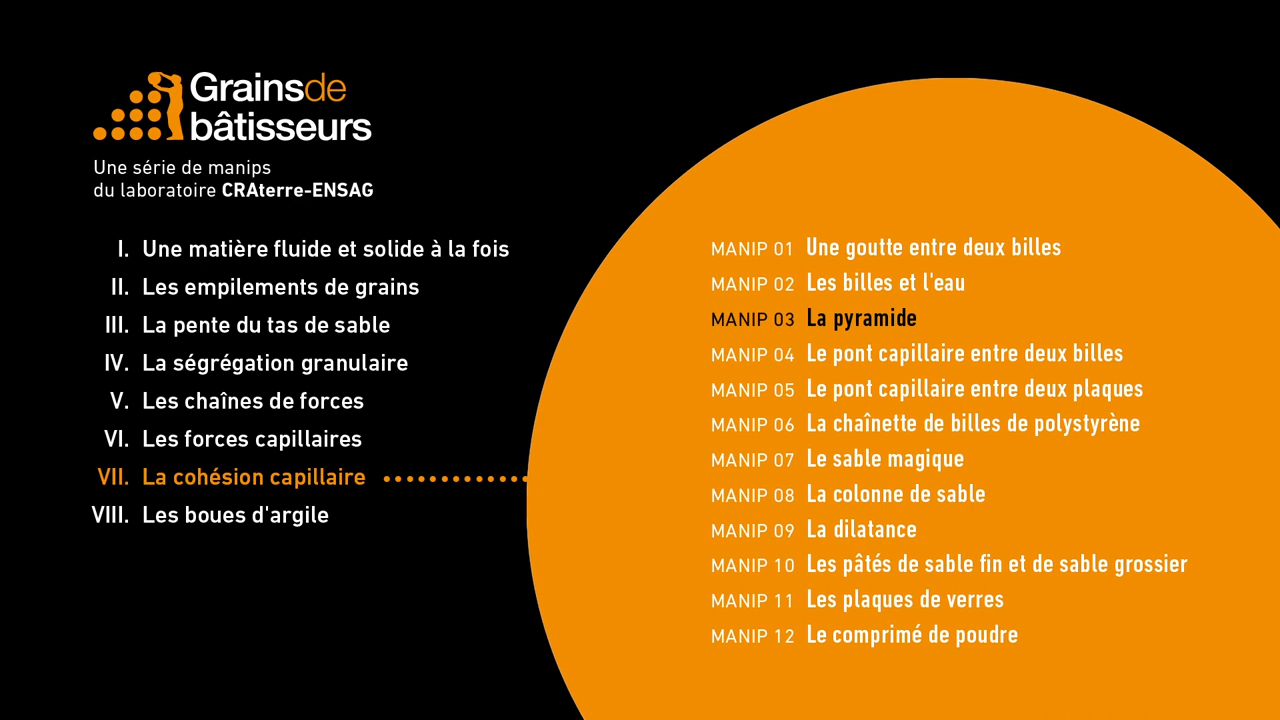 Grainsde
bâtisseurs
Une série de manips
du laboratoire CRAterre-ENSAG
I. Une matière fluide et solide à la fois
II. Les empilements de grains
III. La pente du tas de sable
IV. La ségrégation granulaire
V. Les chaînes de forces
VI. Les forces capillaires
VII. La cohésion capillaire
VIII. Les boues d'argile
MANIP 01 Une goutte entre deux billes
MANIP 02 Les billes et l'eau
MANIP 03 La pyramide
MANIP 04 Le pont capillaire entre deux billes
MANIP 05 Le pont capillaire entre deux plaques
MANIP 06 La chaînette de billes de polystyrène
MANIP 07 Le sable magique
MANIP 08 La colonne de sable
MANIP 09 La dilatance
MANIP 10 Les pâtés de sable fin et de sable grossier
MANIP 11 Les plaques de verres
MANIP 12 Le comprimé de poudre